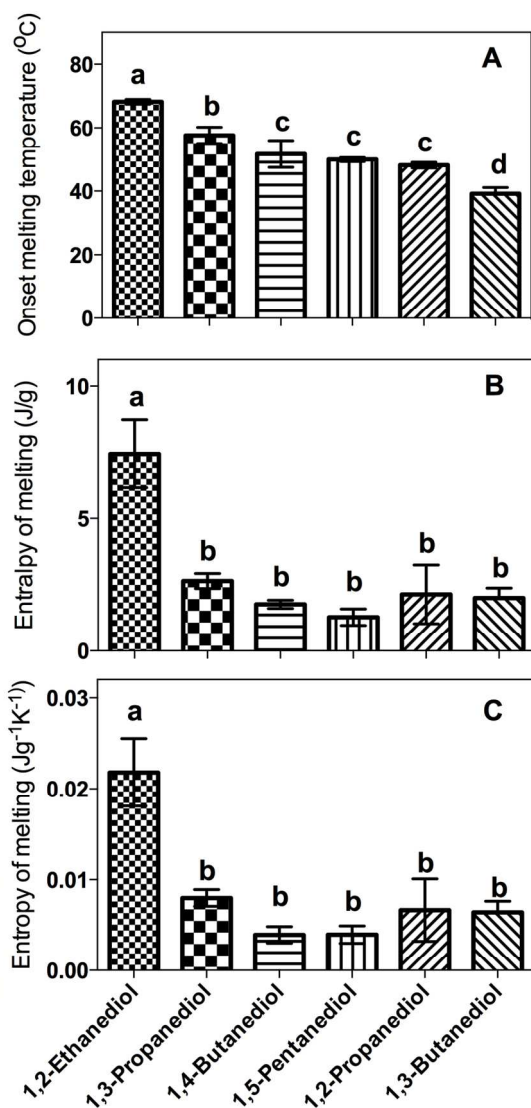 Onset melting temperature (⁰C)
80
60
40
20
0
A
a
b
c
c
c
d
Entralpy of melting (J/g)
10
5
0
B
a
b
b
b
b
b
Entropy of melting (Jg⁻¹K⁻¹)
0.03
0.02
0.01
0.00
C
a
b
b
b
b
b
1,2-Ethanediol
1,3-Propanediol
1,4-Butanediol
1,5-Pentanediol
1,2-Propanediol
1,3-Butanediol